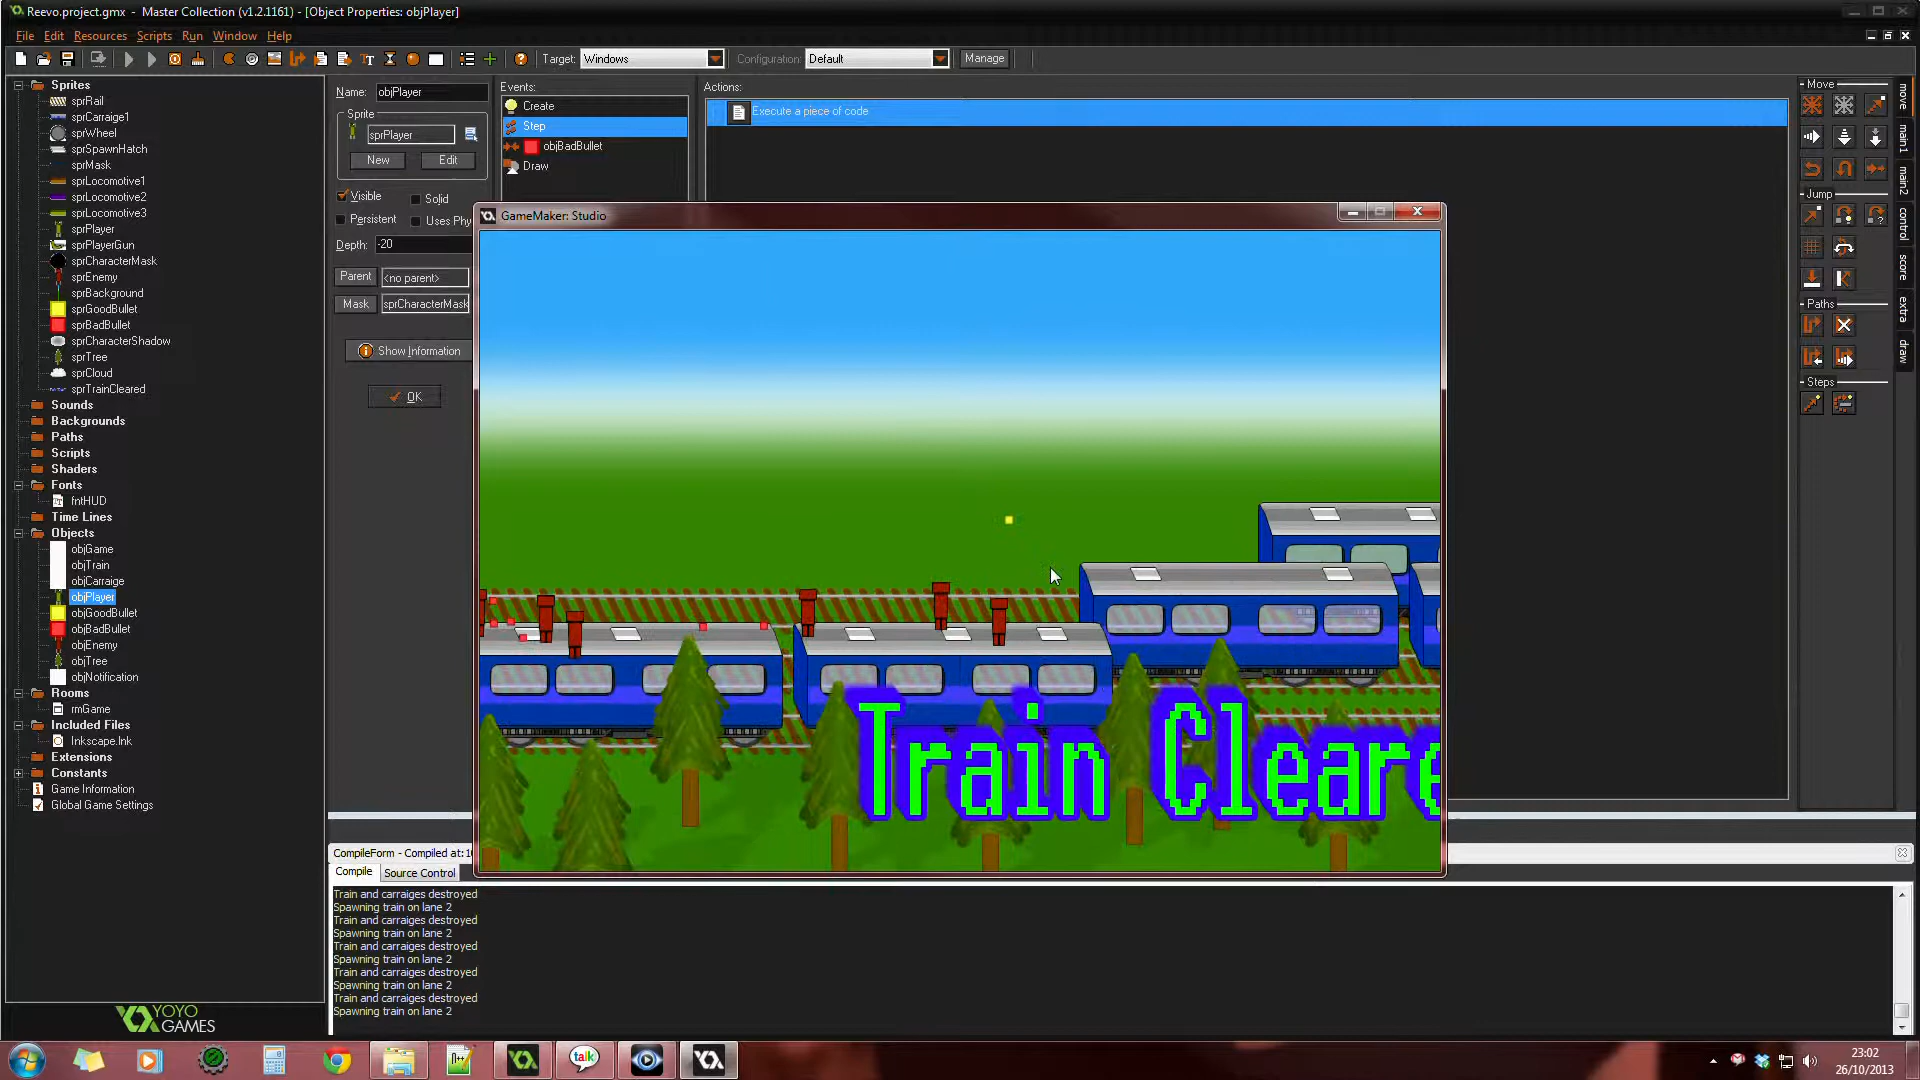 Reevo.project.gmx - Master Collection (v1.2.1161) - [Object Properties: objPlayer]
File Edit Resources Scripts Run Window Help
Target: Windows Configuration: Default Manage
Sprites
sprRail
sprCarraige1
sprWheel
sprSpawnHatch
sprMask
sprLocomotive1
sprLocomotive2
sprLocomotive3
sprPlayer
sprPlayerGun
sprCharacterMask
sprEnemy
sprBackground
sprGoodBullet
sprBadBullet
sprCharacterShadow
sprTree
sprCloud
sprTrainCleared
Sounds
Backgrounds
Paths
Scripts
Shaders
Fonts
fntHUD
Time Lines
Objects
objGame
objTrain
objCarraige
objPlayer
objGoodBullet
objBadBullet
objEnemy
objTree
objNotification
Rooms
rmGame
Included Files
Inkscape.lnk
Extensions
Constants
Game Information
Global Game Settings
YOYO
GAMES
Name: objPlayer
Sprite
sprPlayer
New Edit
Visible Solid
Persistent Uses Phy
Depth: -20
Parent <no parent>
Mask sprCharacterMask
Show Information
OK
Events:
Create
Step
objBadBullet
Draw
Actions:
Execute a piece of code
GameMaker: Studio
Train Cleare
Move
Jump
Paths
Steps
move
main1
main2
control
score
extra
draw
CompileForm - Compiled at: 1
Compile Source Control
Train and carraiges destroyed
Spawning train on lane 2
Train and carraiges destroyed
Spawning train on lane 2
Train and carraiges destroyed
Spawning train on lane 2
Train and carraiges destroyed
Spawning train on lane 2
Train and carraiges destroyed
Spawning train on lane 2
talk
23:02
26/10/2013